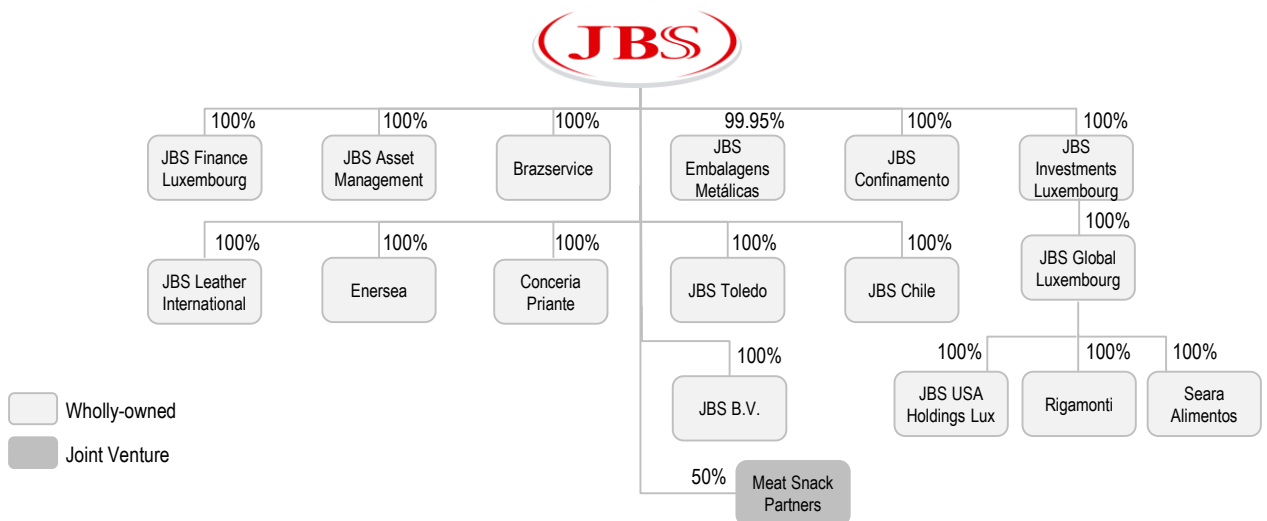 JBS
100%
100%
100%
99.95%
100%
100%
JBS Finance
Luxembourg
JBS Asset
Management
Brazservice
JBS
Embalagens
Metálicas
JBS
Confinamento
JBS
Investments
Luxembourg
100%
100%
100%
100%
100%
100%
JBS Leather
International
Enersea
Conceria
Priante
JBS Toledo
JBS Chile
JBS Global
Luxembourg
100%
100%
100%
100%
JBS B.V.
JBS USA
Holdings Lux
Rigamonti
Seara
Alimentos
Wholly-owned
Joint Venture
50%
Meat Snack
Partners